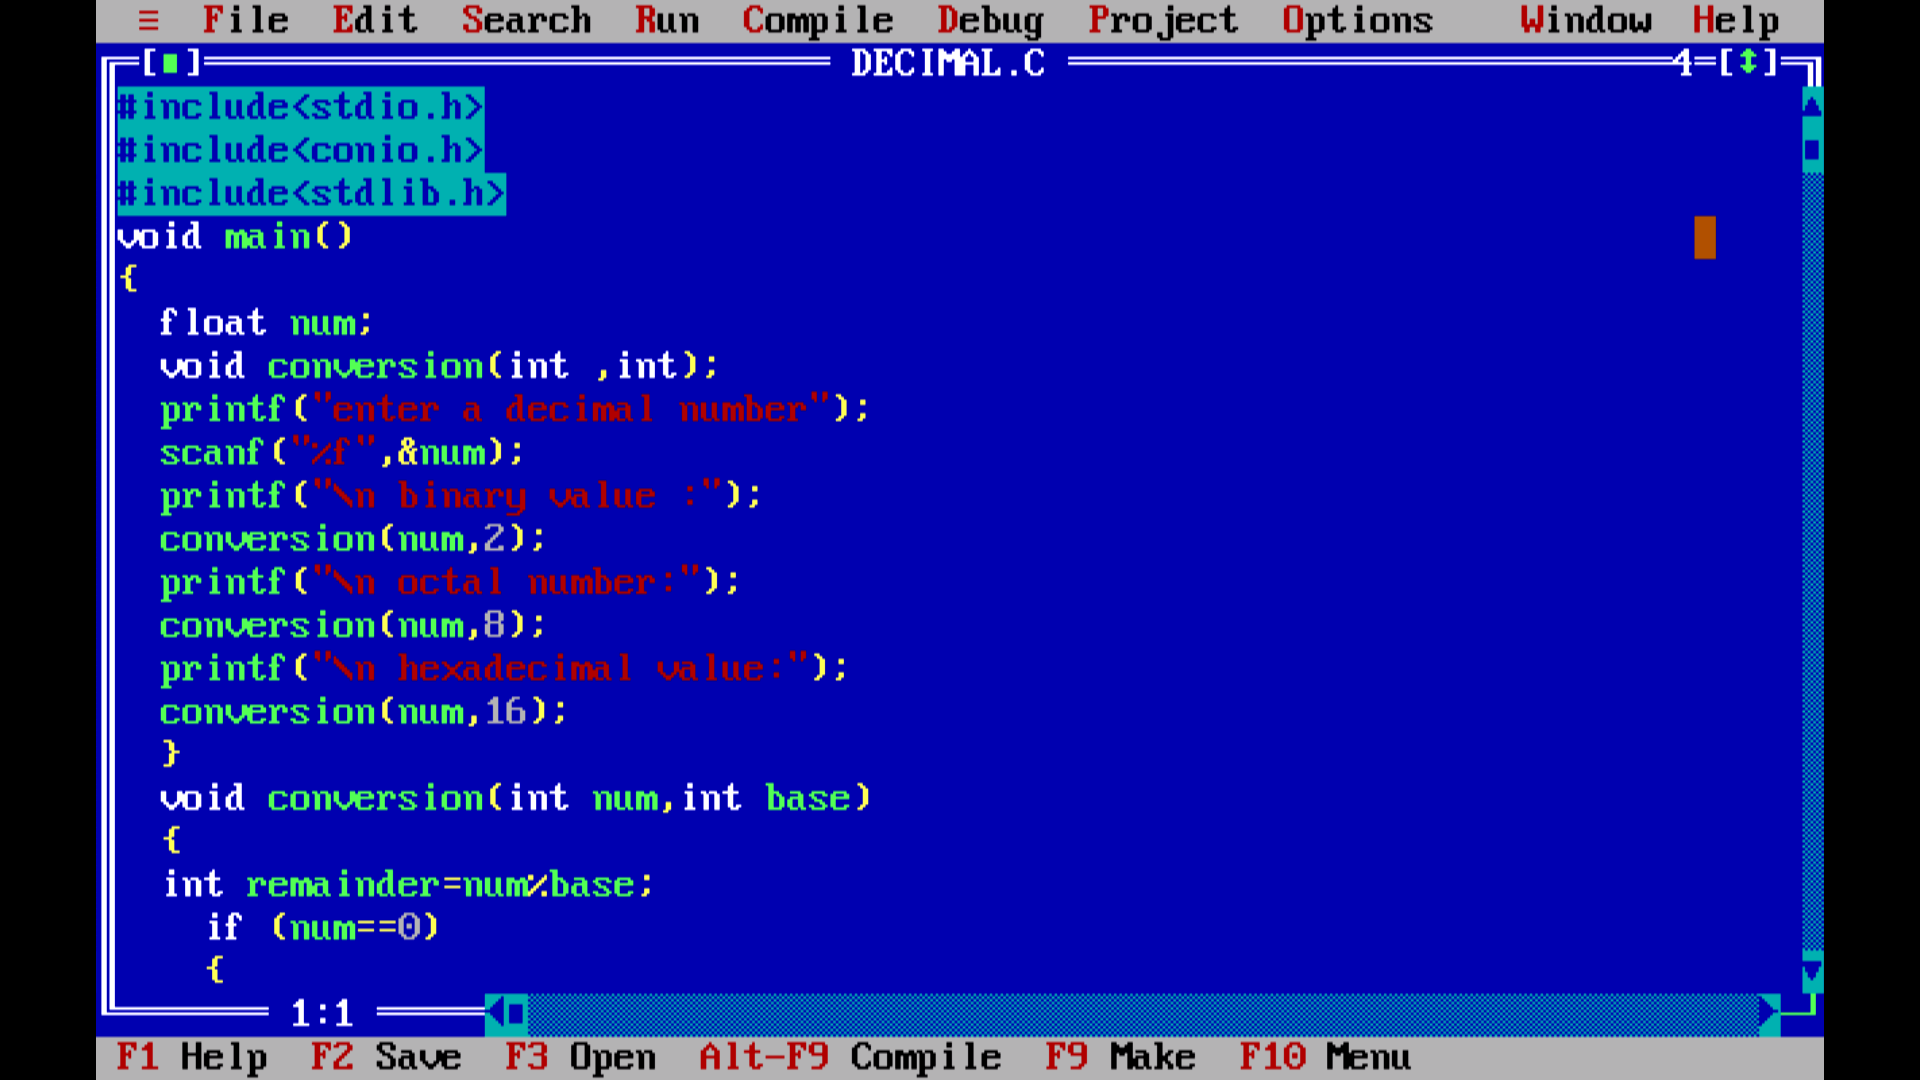 ≡ File Edit Search Run Compile Debug Project Options Window Help
[■] DECIMAL.C 4=[↕]
#include<stdio.h>
#include<conio.h>
#include<stdlib.h>
void main()
{
float num;
void conversion(int ,int);
printf("enter a decimal number");
scanf("%f",&num);
printf("\n binary value :");
conversion(num,2);
printf("\n octal number:");
conversion(num,8);
printf("\n hexadecimal value:");
conversion(num,16);
}
void conversion(int num,int base)
{
int remainder=num%base;
if (num==0)
{
1:1
F1 Help F2 Save F3 Open Alt-F9 Compile F9 Make F10 Menu